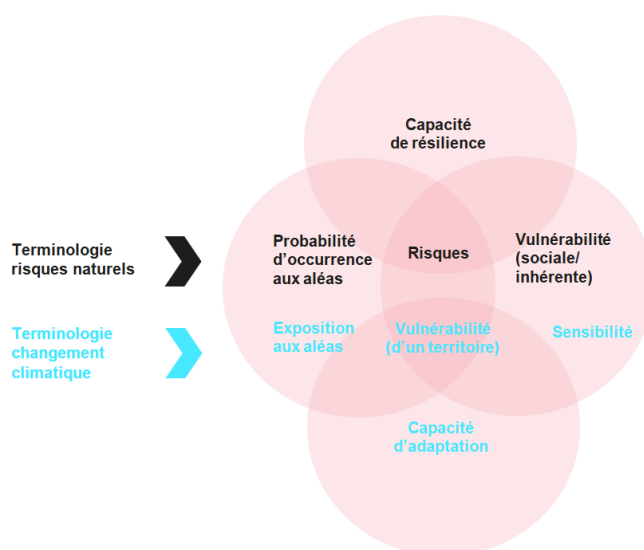 Capacité
de résilience
Terminologie
risques naturels
Probabilité
d'occurrence
aux aléas
Risques
Vulnérabilité
(sociale/
inhérente)
Terminologie
changement
climatique
Exposition
aux aléas
Vulnérabilité
(d'un territoire)
Sensibilité
Capacité
d'adaptation